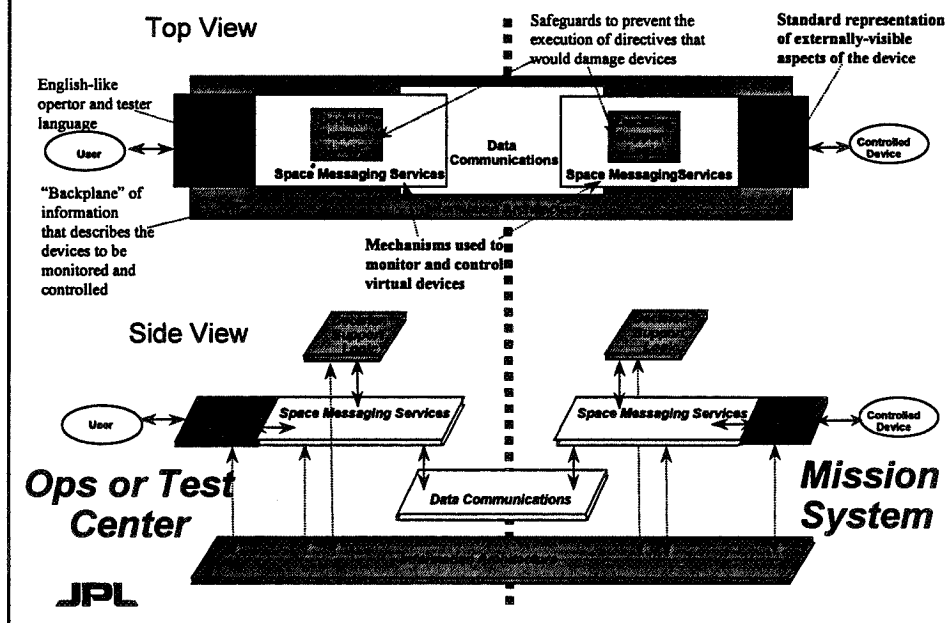 Top View
Safeguards to prevent the
execution of directives that
would damage devices
Standard representation
of externally-visible
aspects of the device
English-like
opertor and tester
language
User
Space Messaging Services
Data
Communications
Space MessagingServices
Controlled
Device
"Backplane" of
information
that describes the
devices to be
monitored and
controlled
Mechanisms used to
monitor and control
virtual devices
Side View
User
Space Messaging Services
Space Messaging Services
Controlled
Device
Data Communications
Ops or Test
Center
Mission
System
JPL